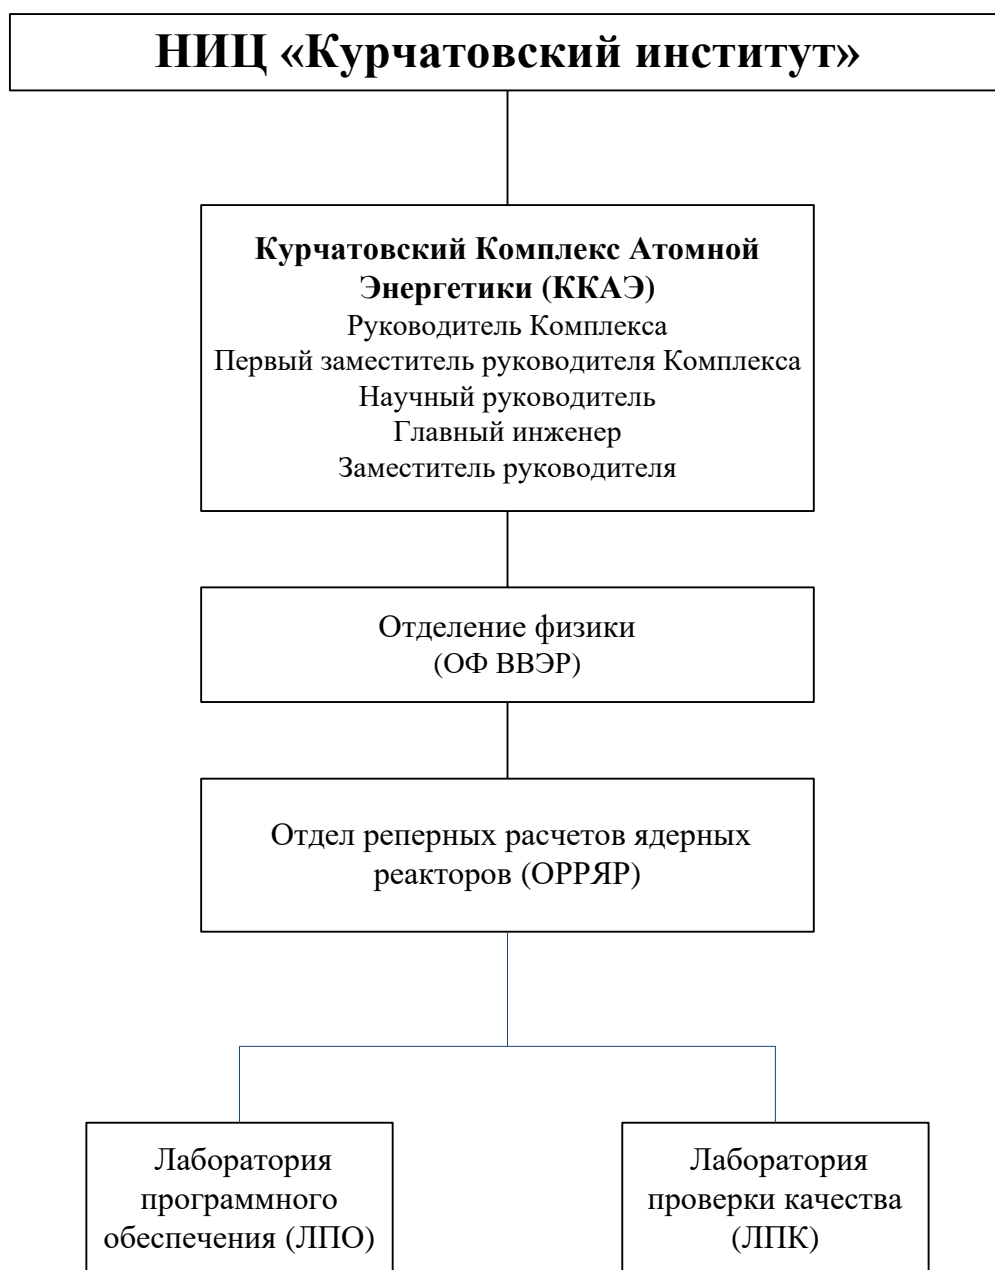 НИЦ «Курчатовский институт»
Курчатовский Комплекс Атомной
Энергетики (ККАЭ)
Руководитель Комплекса
Первый заместитель руководителя Комплекса
Научный руководитель
Главный инженер
Заместитель руководителя
Отделение физики
(ОФ ВВЭР)
Отдел реперных расчетов ядерных
реакторов (ОРРЯР)
Лаборатория
программного
обеспечения (ЛПО)
Лаборатория
проверки качества
(ЛПК)